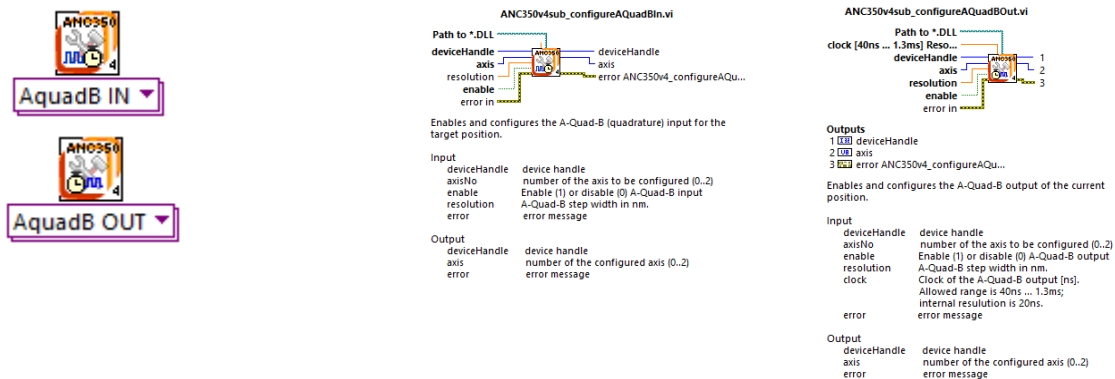 ANC350
4
AquadB IN
ANC350
4
AquadB OUT
ANC350v4sub_configureAQuadBIn.vi
Path to *.DLL
deviceHandle
axis
resolution
enable
error in
ANC350
4
deviceHandle
axis
error ANC350v4_configureAQu...
Enables and configures the A-Quad-B (quadrature) input for the
target position.
Input
deviceHandle device handle
axisNo number of the axis to be configured (0..2)
enable Enable (1) or disable (0) A-Quad-B input
resolution A-Quad-B step width in nm.
error error message
Output
deviceHandle device handle
axis number of the configured axis (0..2)
error error message
ANC350v4sub_configureAQuadBOut.vi
Path to *.DLL
clock [40ns ... 1.3ms] Reso...
deviceHandle
axis
resolution
enable
error in
ANC350
4
1
2
3
Outputs
1 I32 deviceHandle
2 U8 axis
3 error ANC350v4_configureAQu...
Enables and configures the A-Quad-B output of the current
position.
Input
deviceHandle device handle
axisNo number of the axis to be configured (0..2)
enable Enable (1) or disable (0) A-Quad-B output
resolution A-Quad-B step width in nm.
clock Clock of the A-Quad-B output [ns].
Allowed range is 40ns ... 1.3ms;
internal resulution is 20ns.
error error message
Output
deviceHandle device handle
axis number of the configured axis (0..2)
error error message